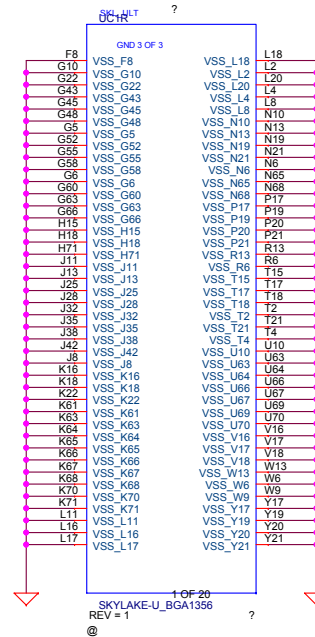 SKL_ULT ?
UC1R
GND 3 OF 3
F8 VSS_F8 VSS_L18 L18
G10 VSS_G10 VSS_L2 L2
G22 VSS_G22 VSS_L20 L20
G43 VSS_G43 VSS_L4 L4
G45 VSS_G45 VSS_L8 L8
G48 VSS_G48 VSS_N10 N10
G5 VSS_G5 VSS_N13 N13
G52 VSS_G52 VSS_N19 N19
G55 VSS_G55 VSS_N21 N21
G58 VSS_G58 VSS_N6 N6
G6 VSS_G6 VSS_N65 N65
G60 VSS_G60 VSS_N68 N68
G63 VSS_G63 VSS_P17 P17
G66 VSS_G66 VSS_P19 P19
H15 VSS_H15 VSS_P20 P20
H18 VSS_H18 VSS_P21 P21
H71 VSS_H71 VSS_R13 R13
J11 VSS_J11 VSS_R6 R6
J13 VSS_J13 VSS_T15 T15
J25 VSS_J25 VSS_T17 T17
J28 VSS_J28 VSS_T18 T18
J32 VSS_J32 VSS_T2 T2
J35 VSS_J35 VSS_T21 T21
J38 VSS_J38 VSS_T4 T4
J42 VSS_J42 VSS_U10 U10
J8 VSS_J8 VSS_U63 U63
K16 VSS_K16 VSS_U64 U64
K18 VSS_K18 VSS_U66 U66
K22 VSS_K22 VSS_U67 U67
K61 VSS_K61 VSS_U69 U69
K63 VSS_K63 VSS_U70 U70
K64 VSS_K64 VSS_V16 V16
K65 VSS_K65 VSS_V17 V17
K66 VSS_K66 VSS_V18 V18
K67 VSS_K67 VSS_W13 W13
K68 VSS_K68 VSS_W6 W6
K70 VSS_K70 VSS_W9 W9
K71 VSS_K71 VSS_Y17 Y17
L11 VSS_L11 VSS_Y19 Y19
L16 VSS_L16 VSS_Y20 Y20
L17 VSS_L17 VSS_Y21 Y21
1 OF 20
SKYLAKE-U_BGA1356
REV = 1 ?
@